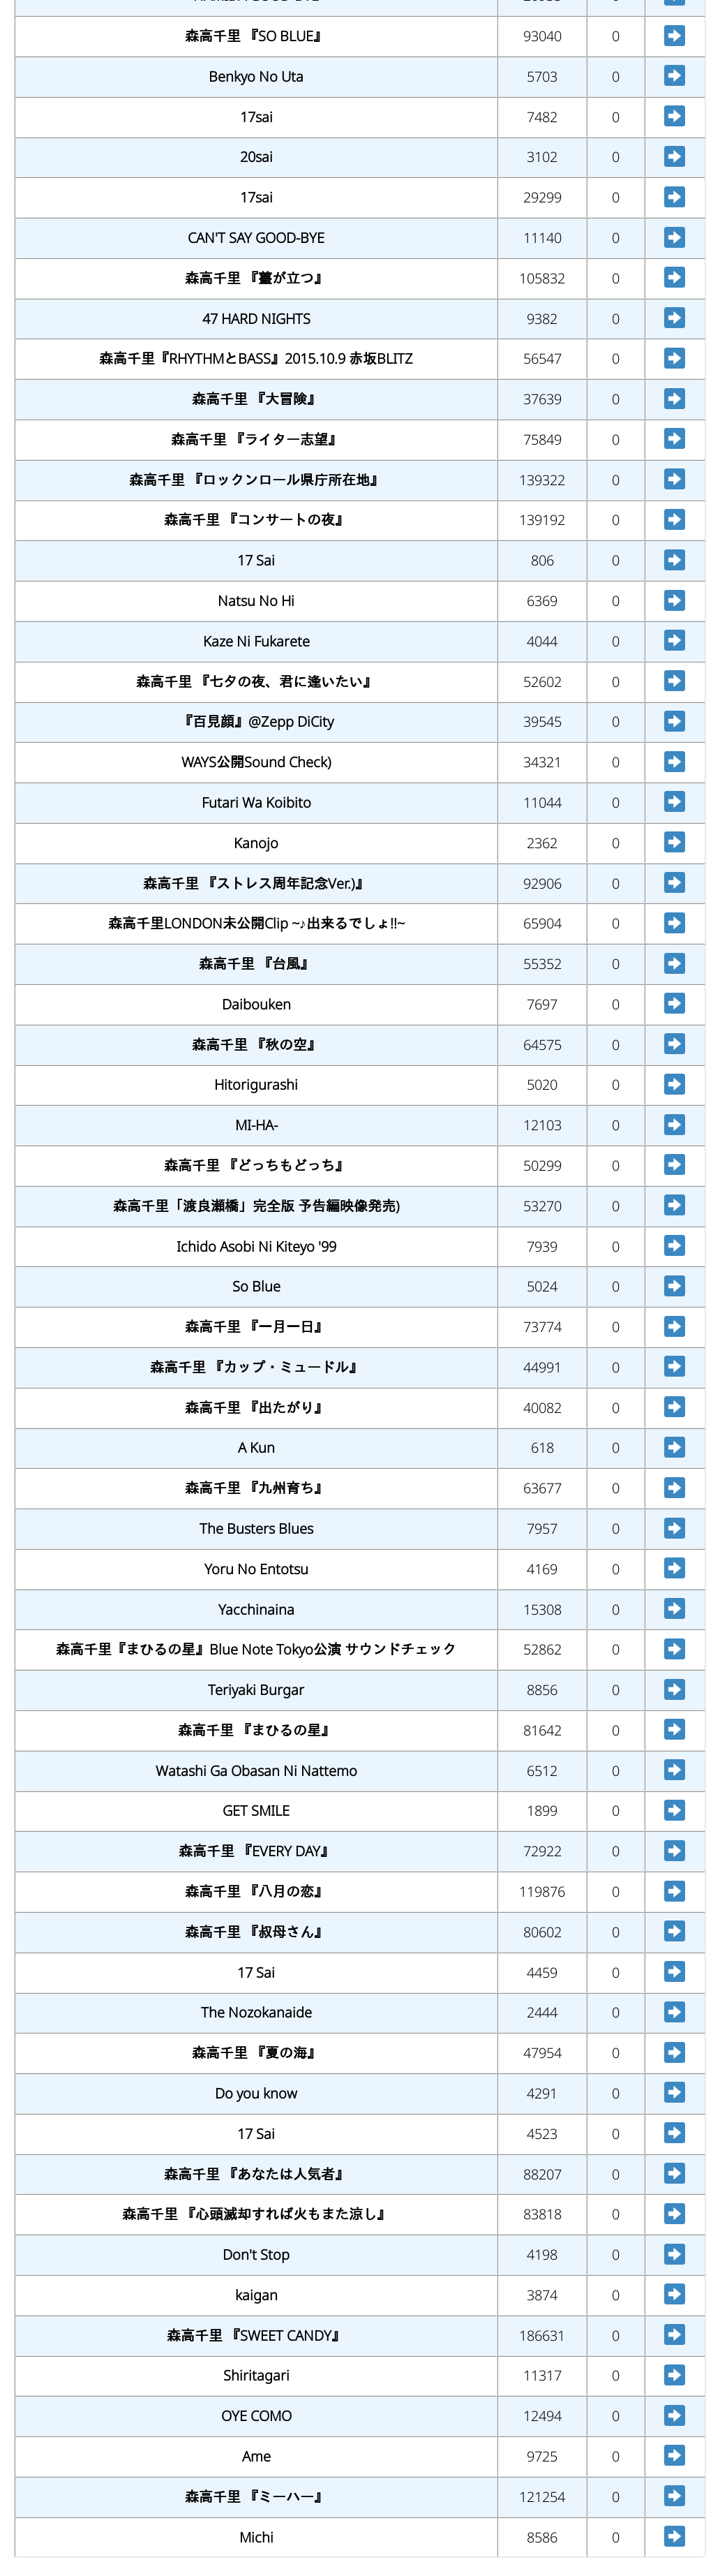 森高千里 『SO BLUE』 93040 0
Benkyo No Uta 5703 0
17sai 7482 0
20sai 3102 0
17sai 29299 0
CAN'T SAY GOOD-BYE 11140 0
森高千里 『薹が立つ』 105832 0
47 HARD NIGHTS 9382 0
森高千里『RHYTHMとBASS』2015.10.9 赤坂BLITZ 56547 0
森高千里 『大冒険』 37639 0
森高千里 『ライター志望』 75849 0
森高千里 『ロックンロール県庁所在地』 139322 0
森高千里 『コンサートの夜』 139192 0
17 Sai 806 0
Natsu No Hi 6369 0
Kaze Ni Fukarete 4044 0
森高千里 『七夕の夜、君に逢いたい』 52602 0
『百見顔』@Zepp DiCity 39545 0
WAYS公開Sound Check) 34321 0
Futari Wa Koibito 11044 0
Kanojo 2362 0
森高千里 『ストレス周年記念Ver.)』 92906 0
森高千里LONDON未公開Clip ~♪出来るでしょ!!~ 65904 0
森高千里 『台風』 55352 0
Daibouken 7697 0
森高千里 『秋の空』 64575 0
Hitorigurashi 5020 0
MI-HA- 12103 0
森高千里 『どっちもどっち』 50299 0
森高千里「渡良瀬橋」完全版 予告編映像発売) 53270 0
Ichido Asobi Ni Kiteyo '99 7939 0
So Blue 5024 0
森高千里 『一月一日』 73774 0
森高千里 『カップ・ミュードル』 44991 0
森高千里 『出たがり』 40082 0
A Kun 618 0
森高千里 『九州育ち』 63677 0
The Busters Blues 7957 0
Yoru No Entotsu 4169 0
Yacchinaina 15308 0
森高千里『まひるの星』Blue Note Tokyo公演 サウンドチェック 52862 0
Teriyaki Burgar 8856 0
森高千里 『まひるの星』 81642 0
Watashi Ga Obasan Ni Nattemo 6512 0
GET SMILE 1899 0
森高千里 『EVERY DAY』 72922 0
森高千里 『八月の恋』 119876 0
森高千里 『叔母さん』 80602 0
17 Sai 4459 0
The Nozokanaide 2444 0
森高千里 『夏の海』 47954 0
Do you know 4291 0
17 Sai 4523 0
森高千里 『あなたは人気者』 88207 0
森高千里 『心頭滅却すれば火もまた涼し』 83818 0
Don't Stop 4198 0
kaigan 3874 0
森高千里 『SWEET CANDY』 186631 0
Shiritagari 11317 0
OYE COMO 12494 0
Ame 9725 0
森高千里 『ミーハー』 121254 0
Michi 8586 0